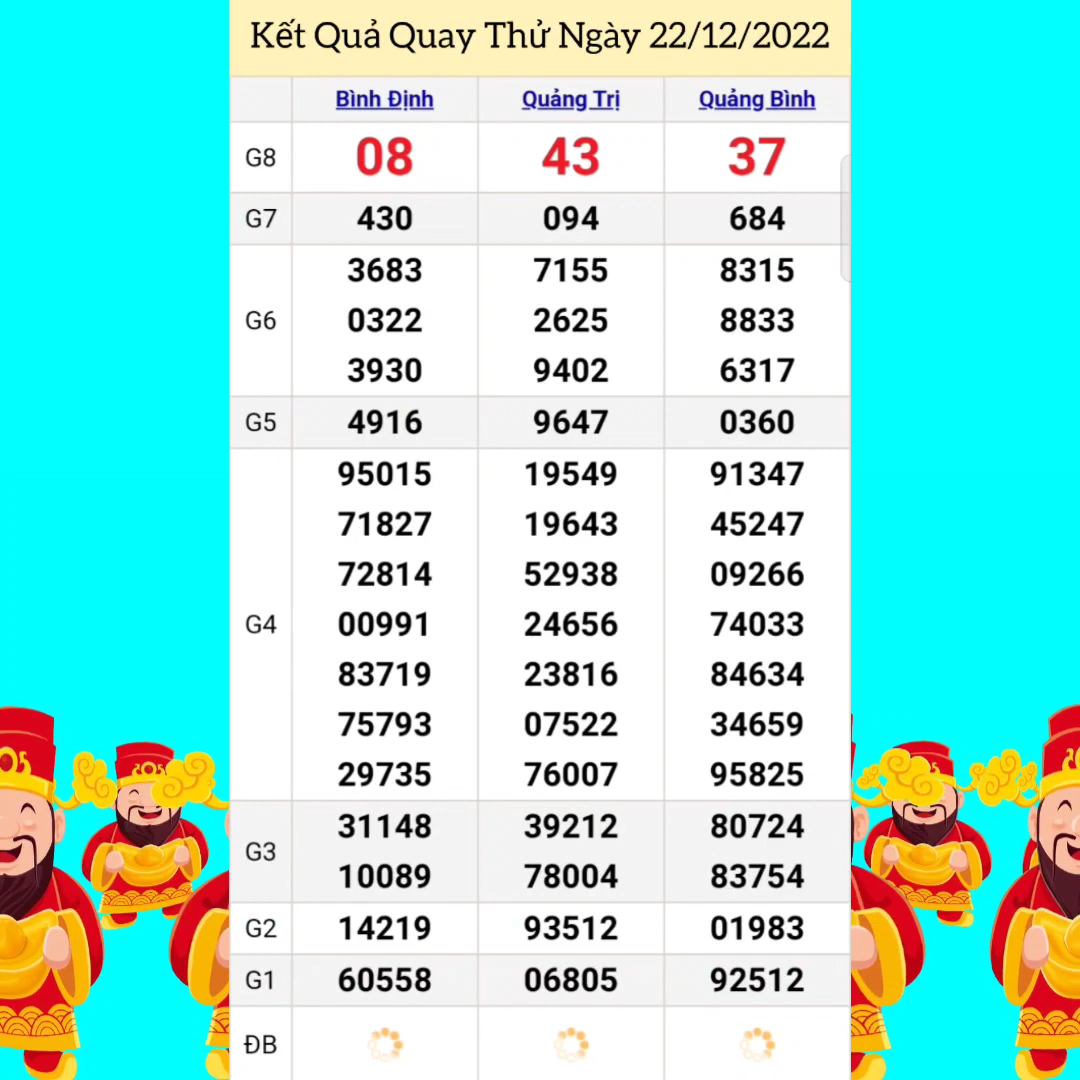 Kết Quả Quay Thử Ngày 22/12/2022
Bình Định Quảng Trị Quảng Bình
G8 08 43 37
G7 430 094 684
3683 7155 8315
G6 0322 2625 8833
3930 9402 6317
G5 4916 9647 0360
95015 19549 91347
71827 19643 45247
72814 52938 09266
G4 00991 24656 74033
83719 23816 84634
75793 07522 34659
29735 76007 95825
31148 39212 80724
G3
10089 78004 83754
G2 14219 93512 01983
G1 60558 06805 92512
ĐB